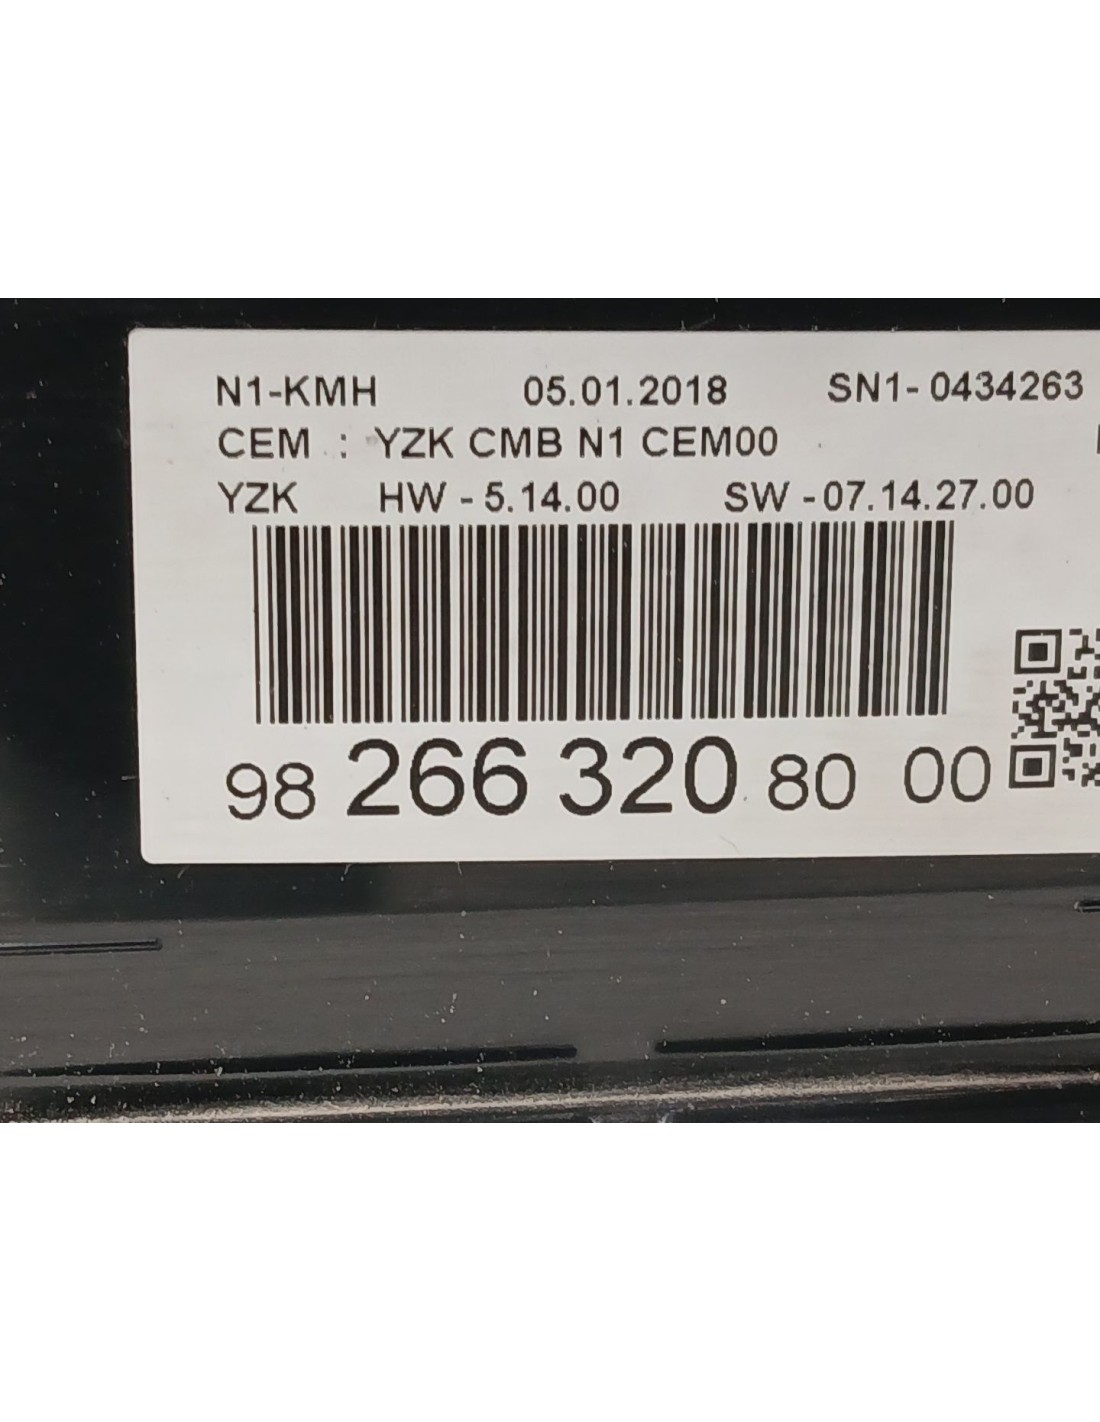 N1-KMH 05.01.2018 SN1- 0434263
CEM : YZK CMB N1 CEM00
YZK HW - 5.14.00 SW -07.14.27.00
98 266 320 80 00